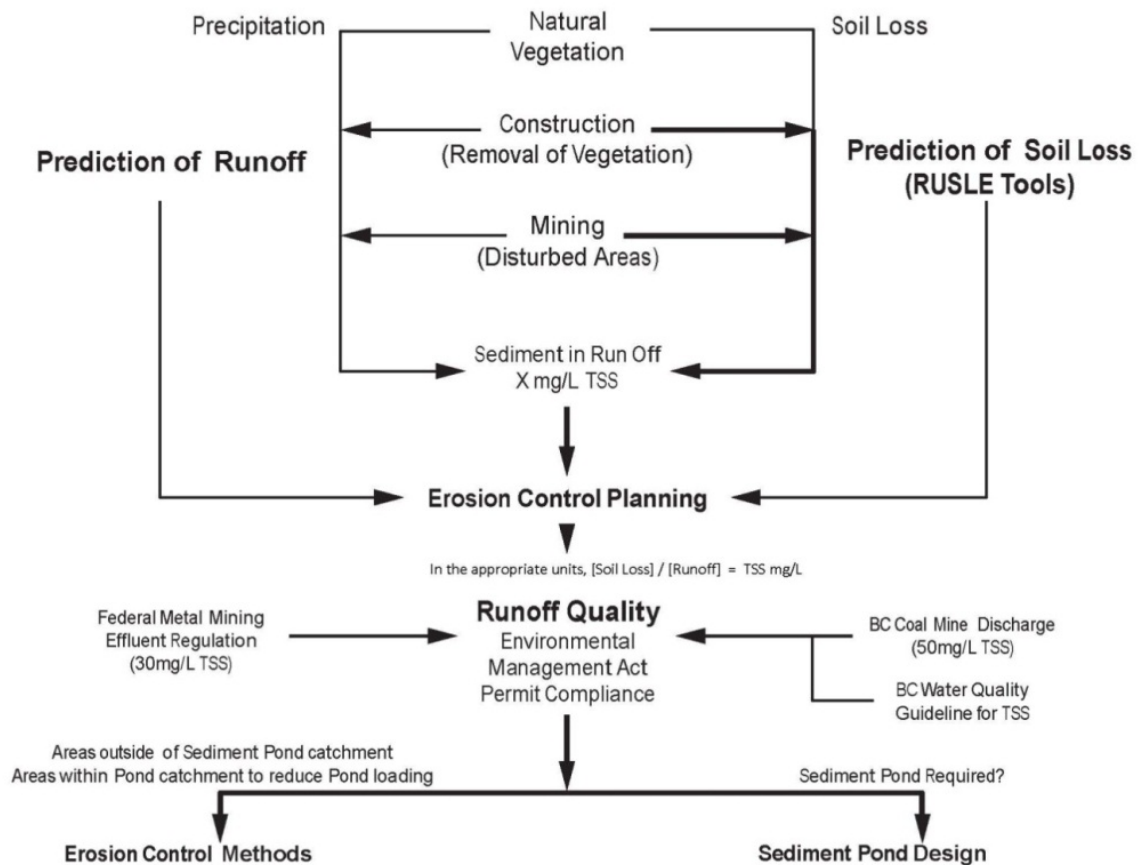 Precipitation
Natural
Vegetation
Soil Loss
Construction
(Removal of Vegetation)
Prediction of Runoff
Prediction of Soil Loss
(RUSLE Tools)
Mining
(Disturbed Areas)
Sediment in Run Off
X mg/L TSS
Erosion Control Planning
In the appropriate units, [Soil Loss] / [Runoff] = TSS mg/L
Runoff Quality
Environmental
Management Act
Permit Compliance
Federal Metal Mining
Effluent Regulation
(30mg/L TSS)
BC Coal Mine Discharge
(50mg/L TSS)
BC Water Quality
Guideline for TSS
Areas outside of Sediment Pond catchment
Areas within Pond catchment to reduce Pond loading
Sediment Pond Required?
Erosion Control Methods
Sediment Pond Design